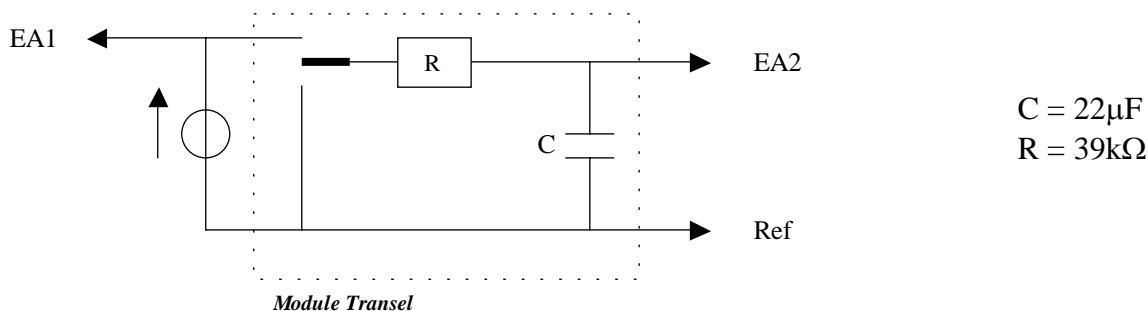 EA1
R
EA2
C
C = 22μF
R = 39kΩ
Ref
Module Transel